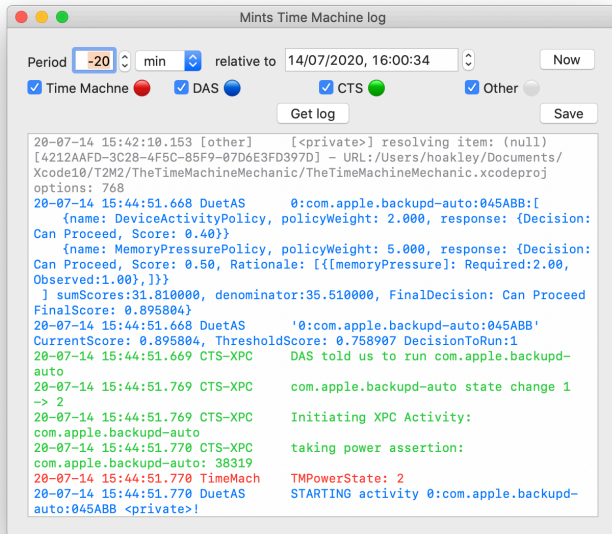 Mints Time Machine log
Period -20 min relative to 14/07/2020, 16:00:34 Now
Time Machne DAS CTS Other
Get log Save
20-07-14 15:42:10.153 [other] [<private>] resolving item: (null)
[4212AAFD-3C28-4F5C-85F9-07D6E3FD397D] – URL:/Users/hoakley/Documents/
Xcode10/T2M2/TheTimeMachineMechanic/TheTimeMachineMechanic.xcodeproj
options: 768
20-07-14 15:44:51.668 DuetAS 0:com.apple.backupd-auto:045ABB:[
{name: DeviceActivityPolicy, policyWeight: 2.000, response: {Decision:
Can Proceed, Score: 0.40}}
{name: MemoryPressurePolicy, policyWeight: 5.000, response: {Decision:
Can Proceed, Score: 0.50, Rationale: [{[memoryPressure]: Required:2.00,
Observed:1.00},]}}
] sumScores:31.810000, denominator:35.510000, FinalDecision: Can Proceed
FinalScore: 0.895804}
20-07-14 15:44:51.668 DuetAS '0:com.apple.backupd-auto:045ABB'
CurrentScore: 0.895804, ThresholdScore: 0.758907 DecisionToRun:1
20-07-14 15:44:51.669 CTS-XPC DAS told us to run com.apple.backupd-
auto
20-07-14 15:44:51.769 CTS-XPC com.apple.backupd-auto state change 1
-> 2
20-07-14 15:44:51.769 CTS-XPC Initiating XPC Activity:
com.apple.backupd-auto
20-07-14 15:44:51.770 CTS-XPC taking power assertion:
com.apple.backupd-auto: 38319
20-07-14 15:44:51.770 TimeMach TMPowerState: 2
20-07-14 15:44:51.770 DuetAS STARTING activity 0:com.apple.backupd-
auto:045ABB <private>!